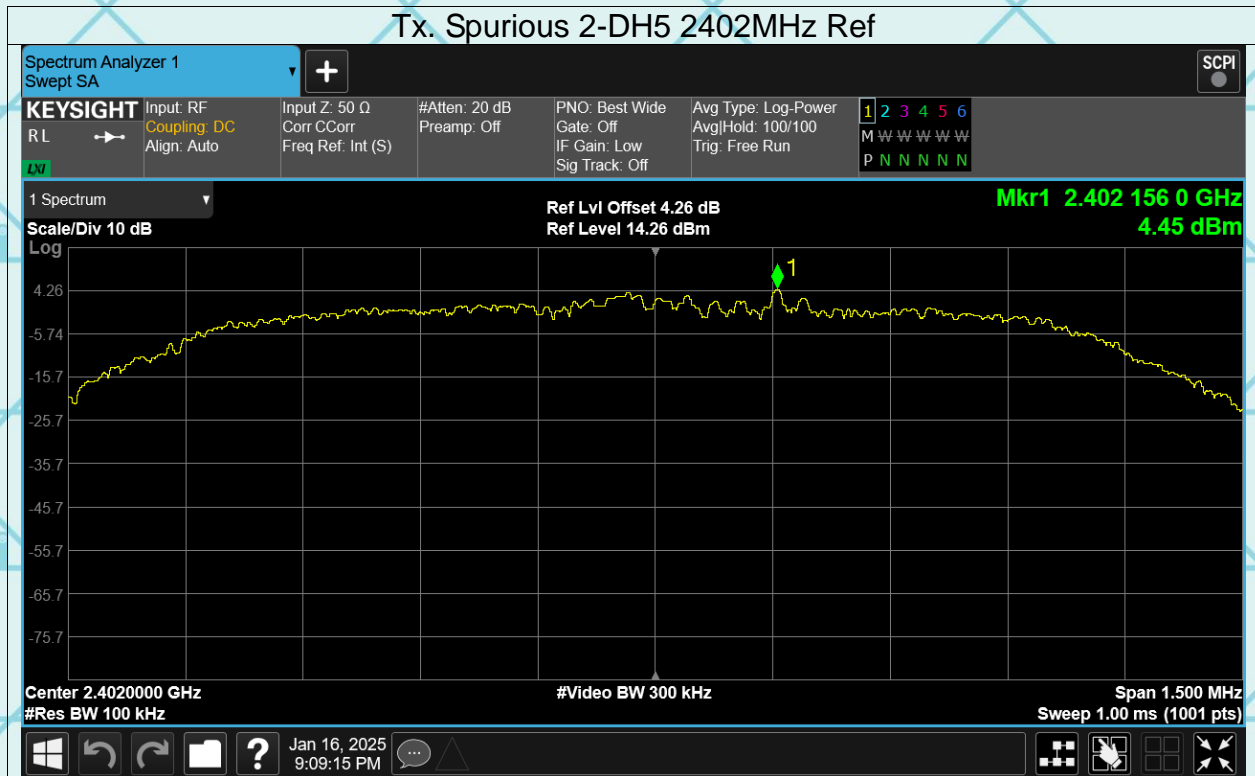 Tx. Spurious 2-DH5 2402MHz Ref
Spectrum Analyzer 1
Swept SA
▼
+
SCPI
KEYSIGHT
RL
LXI
Input: RF
Coupling: DC
Align: Auto
Input Z: 50 Ω
Corr CCorr
Freq Ref: Int (S)
#Atten: 20 dB
Preamp: Off
PNO: Best Wide
Gate: Off
IF Gain: Low
Sig Track: Off
Avg Type: Log-Power
Avg|Hold: 100/100
Trig: Free Run
1 2 3 4 5 6
M W W W W W W
P N N N N N N
1 Spectrum ▼
Scale/Div 10 dB
Ref Lvl Offset 4.26 dB
Ref Level 14.26 dBm
Mkr1 2.402 156 0 GHz
4.45 dBm
Log
1
4.26
-5.74
-15.7
-25.7
-35.7
-45.7
-55.7
-65.7
-75.7
Center 2.4020000 GHz
#Res BW 100 kHz
#Video BW 300 kHz
Span 1.500 MHz
Sweep 1.00 ms (1001 pts)
?
Jan 16, 2025
9:09:15 PM